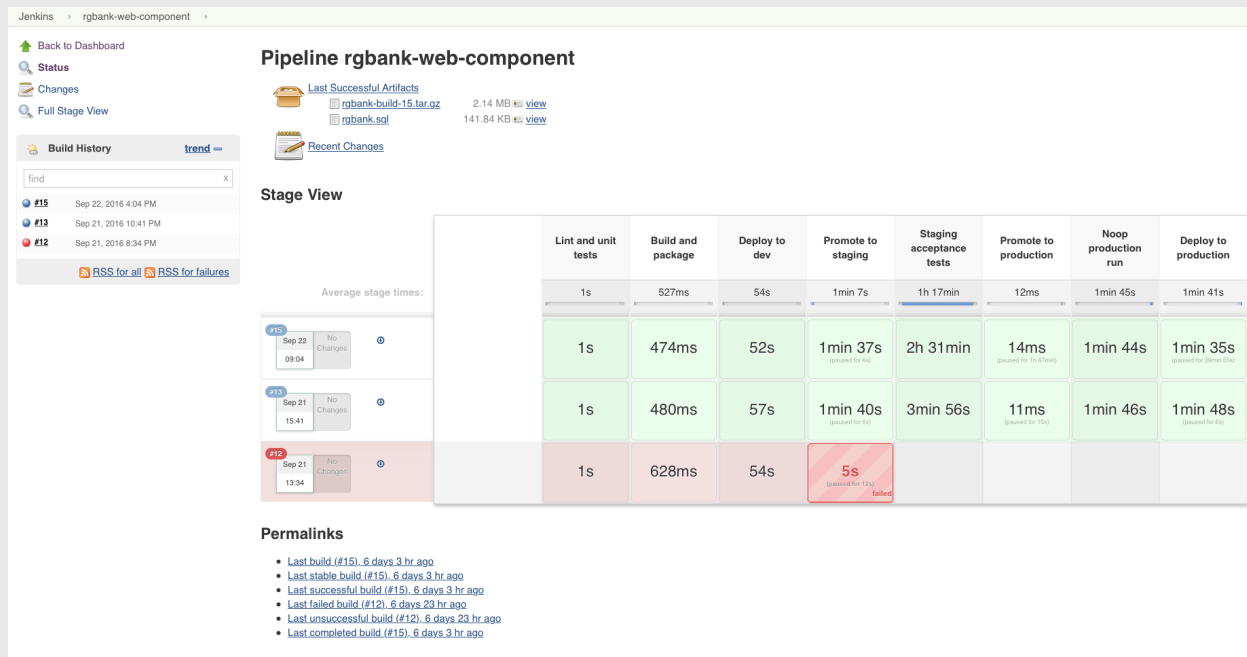 Jenkins rgbank-web-component
Back to Dashboard
Status
Changes
Full Stage View
Build History trend
find x
#15 Sep 22, 2016 4:04 PM
#13 Sep 21, 2016 10:41 PM
#12 Sep 21, 2016 8:34 PM
RSS for all RSS for failures
Pipeline rgbank-web-component
Last Successful Artifacts
rgbank-build-15.tar.gz 2.14 MB view
rgbank.sql 141.84 KB view
Recent Changes
Stage View
Lint and unit tests
Build and package
Deploy to dev
Promote to staging
Staging acceptance tests
Promote to production
Noop production run
Deploy to production
Average stage times: 1s 527ms 54s 1min 7s 1h 17min 12ms 1min 45s 1min 41s
#15
Sep 22
09:04
No Changes
1s 474ms 52s 1min 37s 2h 31min 14ms 1min 44s 1min 35s
(paused for 6s) (paused for 1h 47min) (paused for 39min 55s)
#13
Sep 21
15:41
No Changes
1s 480ms 57s 1min 40s 3min 56s 11ms 1min 46s 1min 48s
(paused for 6s) (paused for 15s) (paused for 6s)
#12
Sep 21
13:34
No Changes
1s 628ms 54s 5s
(paused for 12s)
failed
Permalinks
Last build (#15), 6 days 3 hr ago
Last stable build (#15), 6 days 3 hr ago
Last successful build (#15), 6 days 3 hr ago
Last failed build (#12), 6 days 23 hr ago
Last unsuccessful build (#12), 6 days 23 hr ago
Last completed build (#15), 6 days 3 hr ago